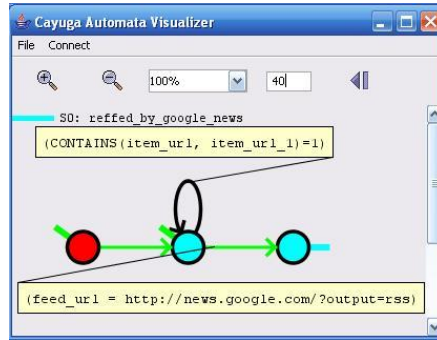 Cayuga Automata Visualizer
File Connect
100% 40
S0: reffed_by_google_news
(CONTAINS(item_url, item_url_1)=1)
(feed_url = http://news.google.com/?output=rss)